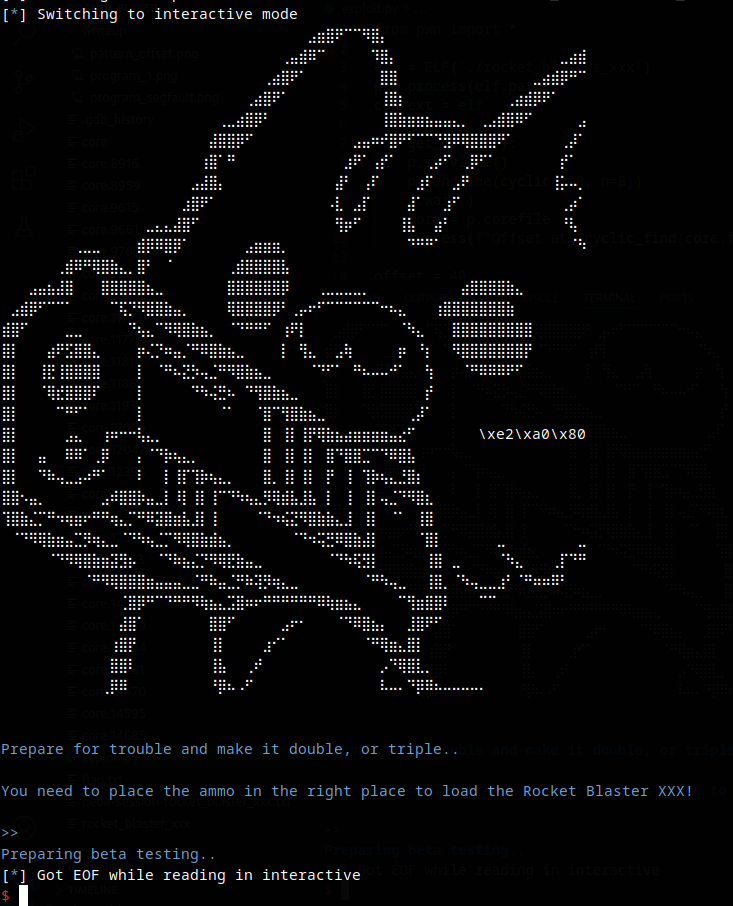 [*] Switching to interactive mode
\xe2\xa0\x80
Prepare for trouble and make it double, or triple..
You need to place the ammo in the right place to load the Rocket Blaster XXX!
>>
Preparing beta testing..
[*] Got EOF while reading in interactive
$